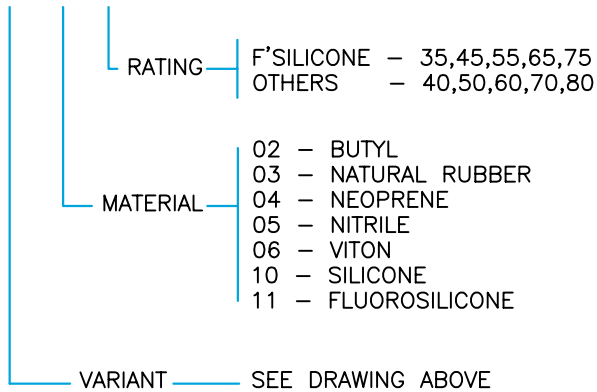 RATING
F'SILICONE – 35,45,55,65,75
OTHERS – 40,50,60,70,80
MATERIAL
02 – BUTYL
03 – NATURAL RUBBER
04 – NEOPRENE
05 – NITRILE
06 – VITON
10 – SILICONE
11 – FLUOROSILICONE
VARIANT
SEE DRAWING ABOVE